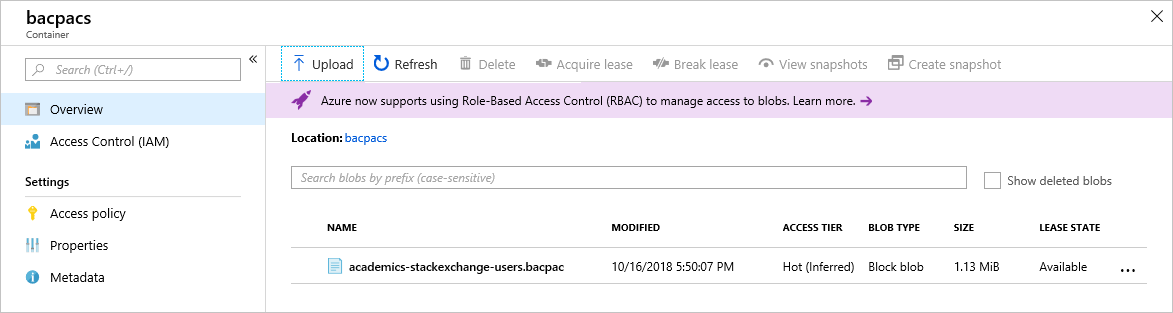 bacpacs
Container
Search (Ctrl+/)
Overview
Access Control (IAM)
Settings
Access policy
Properties
Metadata
Upload Refresh Delete Acquire lease Break lease View snapshots Create snapshot
Azure now supports using Role-Based Access Control (RBAC) to manage access to blobs. Learn more.
Location: bacpacs
Search blobs by prefix (case-sensitive) Show deleted blobs
NAME MODIFIED ACCESS TIER BLOB TYPE SIZE LEASE STATE
academics-stackexchange-users.bacpac 10/16/2018 5:50:07 PM Hot (Inferred) Block blob 1.13 MiB Available ...